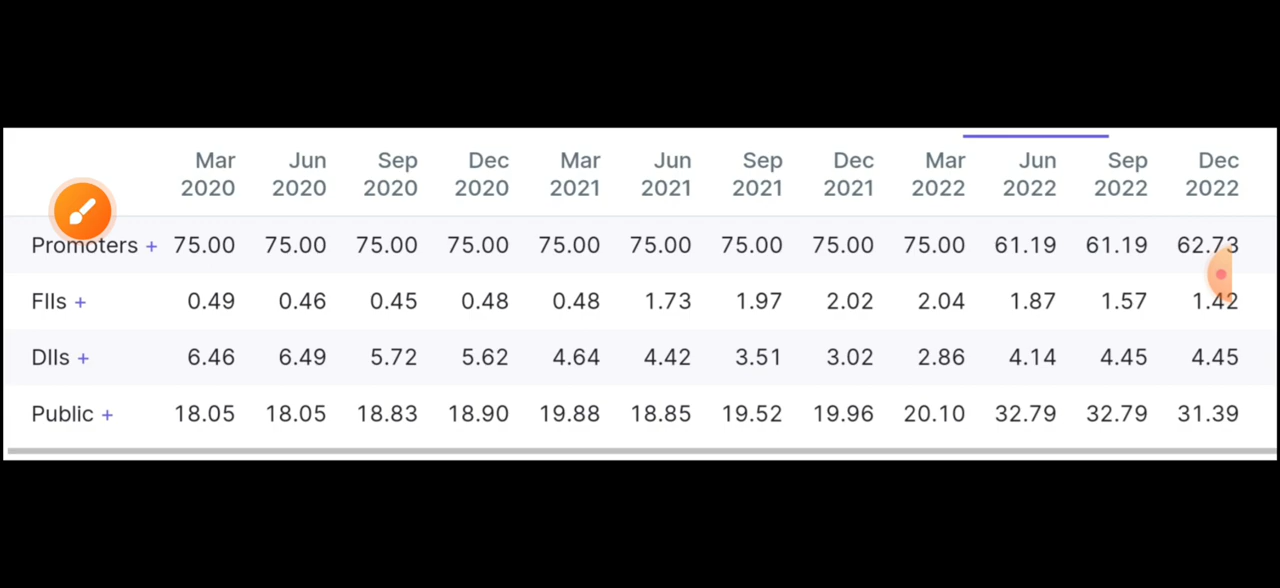 Mar Jun Sep Dec Mar Jun Sep Dec Mar Jun Sep Dec
2020 2020 2020 2020 2021 2021 2021 2021 2022 2022 2022 2022
Promoters + 75.00 75.00 75.00 75.00 75.00 75.00 75.00 75.00 75.00 61.19 61.19 62.73
FIIs + 0.49 0.46 0.45 0.48 0.48 1.73 1.97 2.02 2.04 1.87 1.57 1.42
DIIs + 6.46 6.49 5.72 5.62 4.64 4.42 3.51 3.02 2.86 4.14 4.45 4.45
Public + 18.05 18.05 18.83 18.90 19.88 18.85 19.52 19.96 20.10 32.79 32.79 31.39